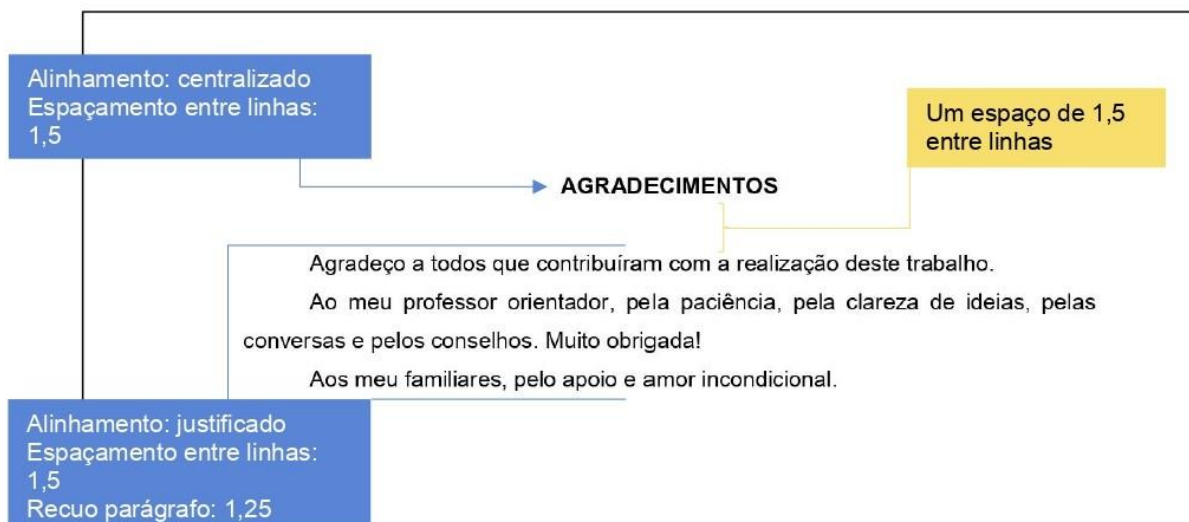 Alinhamento: centralizado
Espaçamento entre linhas:
1,5
Um espaço de 1,5
entre linhas
AGRADECIMENTOS
Agradeço a todos que contribuíram com a realização deste trabalho.
Ao meu professor orientador, pela paciência, pela clareza de ideias, pelas
conversas e pelos conselhos. Muito obrigada!
Aos meu familiares, pelo apoio e amor incondicional.
Alinhamento: justificado
Espaçamento entre linhas:
1,5
Recuo parágrafo: 1,25